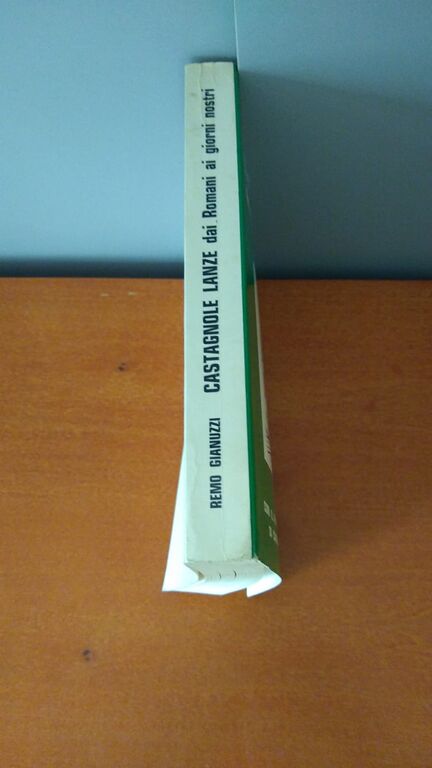 REMO GIANUZZI CASTAGNOLE LANZE dai Romani ai giorni nostri